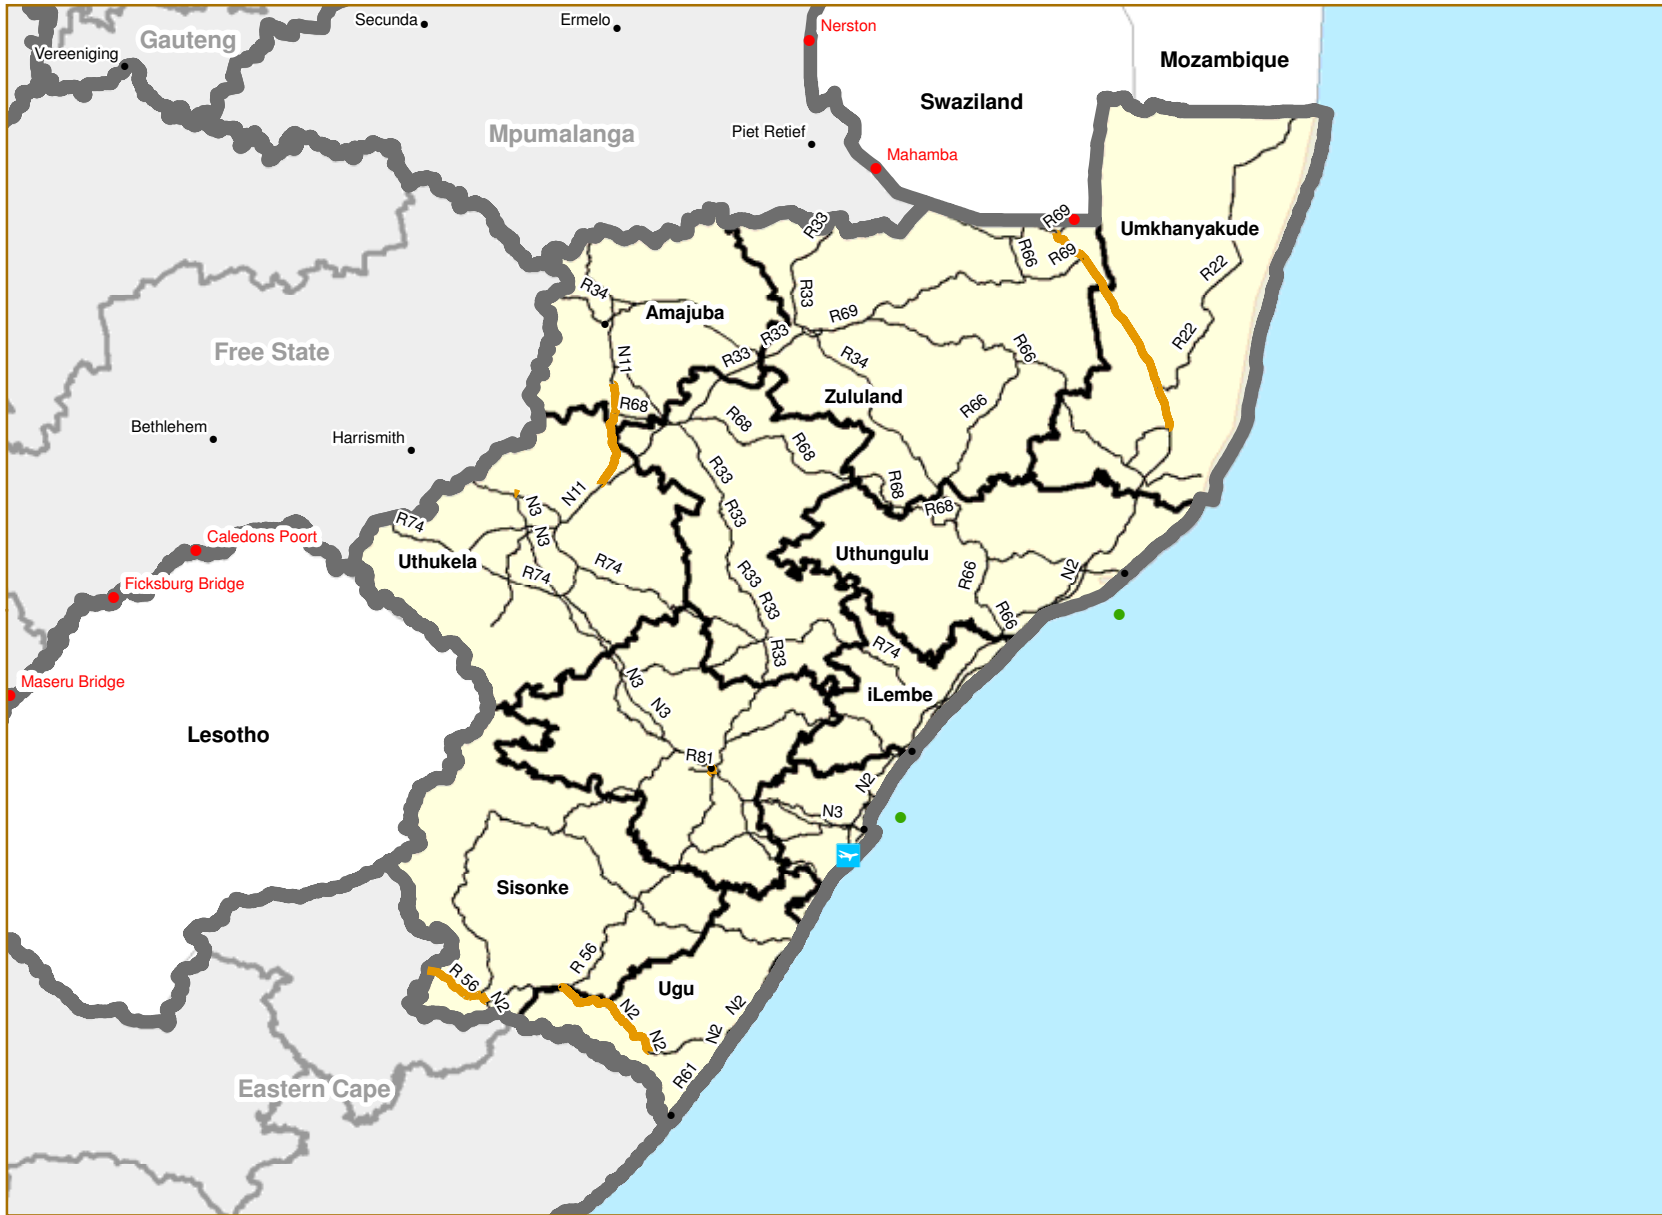 Secunda
Ermelo
Nerston
Gauteng
Vereeniging
Mozambique
Swaziland
Mpumalanga
Piet Retief
Mahamba
R69
R33
Umkhanyakude
R66
R69
R22
R34
R33
Amajuba
R69
R33
R22
Free State
N11
R33
R34
R66
Zululand
R68
R66
R68
Bethlehem
Harrismith
R68
R33
R68
N11
N3
R33
R68
R74
N3
Caledons Poort
Uthukela
R74
Uthungulu
R74
R33
R66
N2
Ficksburg Bridge
R33
R66
R74
R33
Maseru Bridge
N3
iLembe
N3
Lesotho
R81
N2
N3
Sisonke
R 56
R 56
Ugu
N2
N2
N2
N2
N2
R61
Eastern Cape